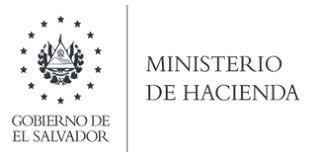 GOBIERNO DE
EL SALVADOR
MINISTERIO
DE HACIENDA